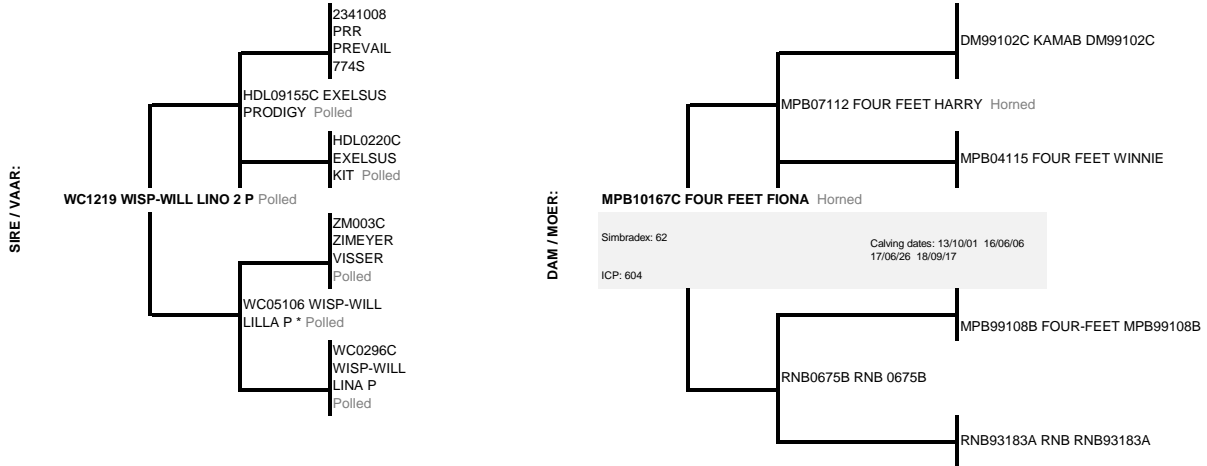 SIRE / VAAR:
2341008
PRR
PREVAIL
774S
HDL09155C EXELSUS
PRODIGY Polled
HDL0220C
EXELSUS
KIT Polled
WC1219 WISP-WILL LINO 2 P Polled
ZM003C
ZIMEYER
VISSER
Polled
WC05106 WISP-WILL
LILLA P * Polled
WC0296C
WISP-WILL
LINA P
Polled
DAM / MOER:
DM99102C KAMAB DM99102C
MPB07112 FOUR FEET HARRY Horned
MPB04115 FOUR FEET WINNIE
MPB10167C FOUR FEET FIONA Horned
Simbradex: 62
Calving dates: 13/10/01 16/06/06
17/06/26 18/09/17
ICP: 604
MPB99108B FOUR-FEET MPB99108B
RNB0675B RNB 0675B
RNB93183A RNB RNB93183A